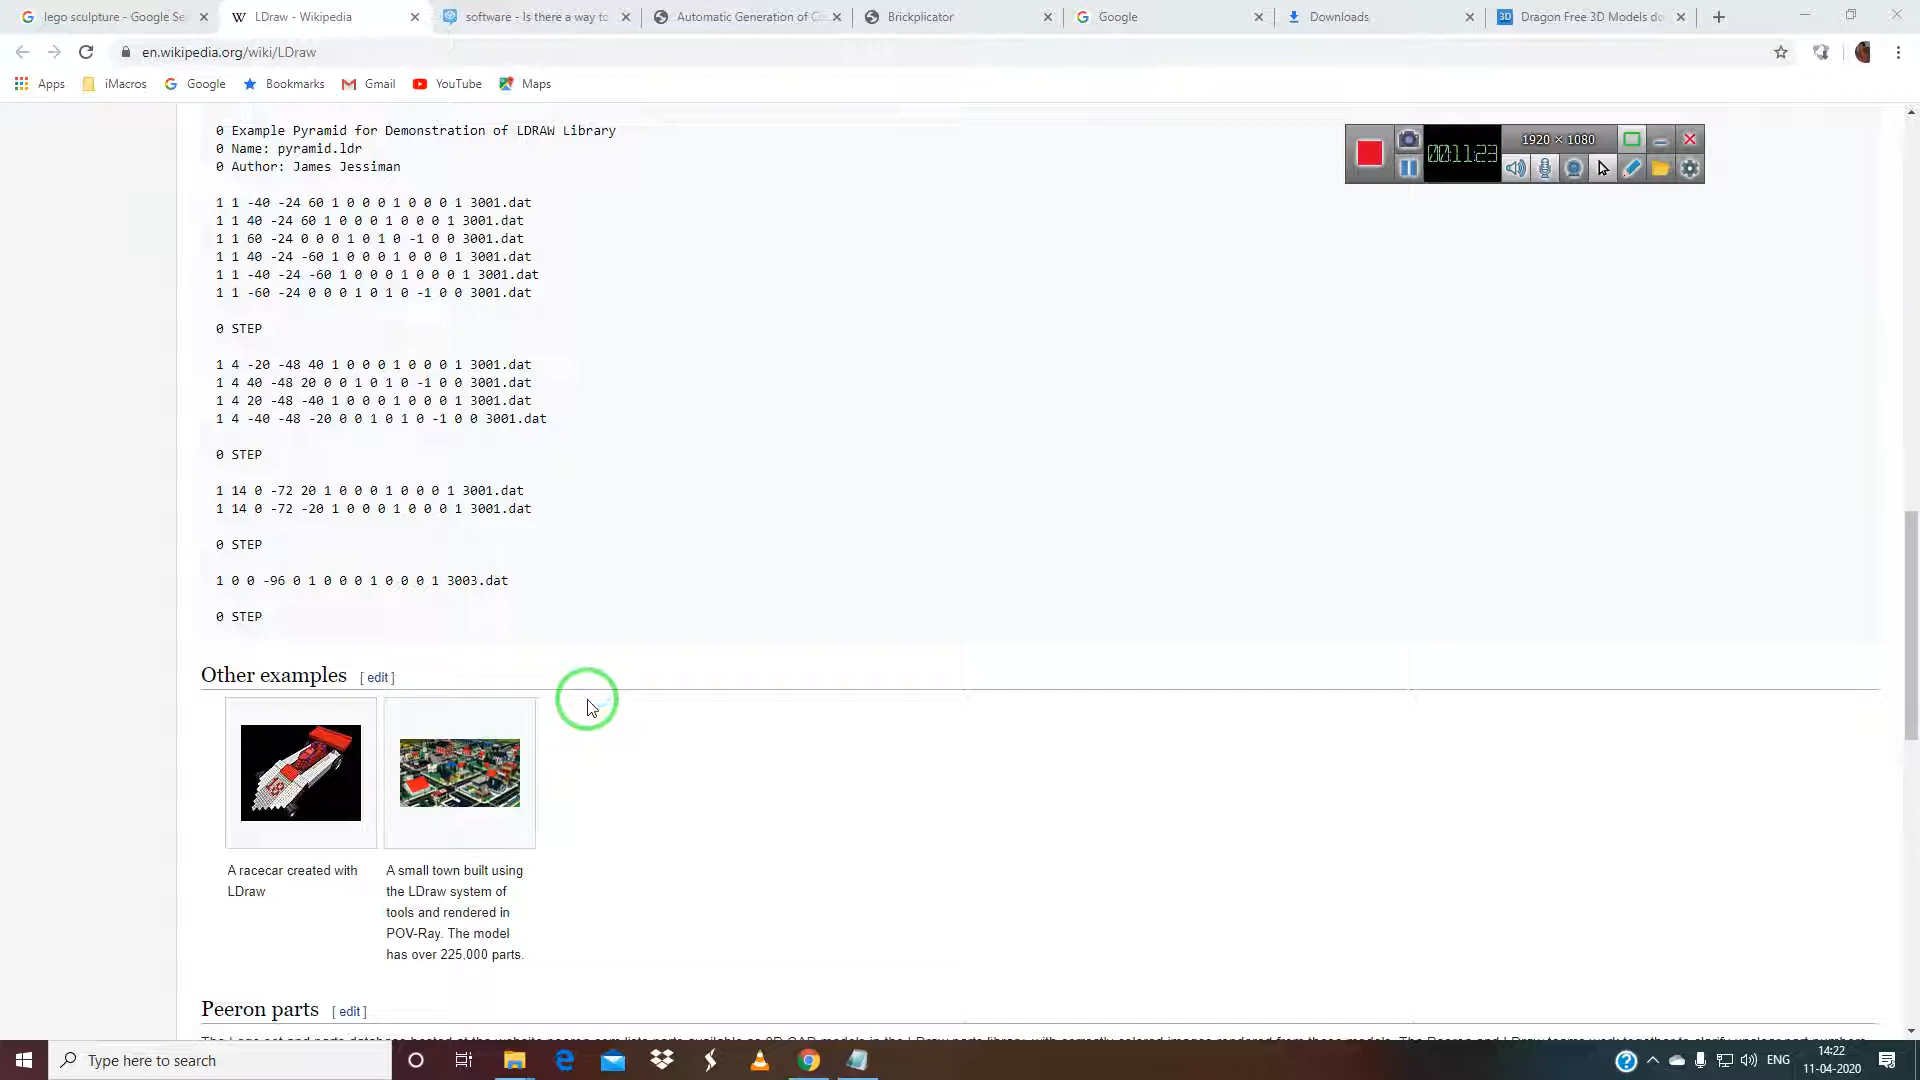 lego sculpture - Google Se
LDraw - Wikipedia
software - Is there a way to
Automatic Generation of C
Brickplicator
Google
Downloads
Dragon Free 3D Models do
en.wikipedia.org/wiki/LDraw
Apps
iMacros
Google
Bookmarks
Gmail
YouTube
Maps
0 Example Pyramid for Demonstration of LDRAW Library
0 Name: pyramid.ldr
0 Author: James Jessiman
1 1 -40 -24 60 1 0 0 0 1 0 0 0 1 3001.dat
1 1 40 -24 60 1 0 0 0 1 0 0 0 1 3001.dat
1 1 60 -24 0 0 0 1 0 1 0 -1 0 0 3001.dat
1 1 40 -24 -60 1 0 0 0 1 0 0 0 1 3001.dat
1 1 -40 -24 -60 1 0 0 0 1 0 0 0 1 3001.dat
1 1 -60 -24 0 0 0 1 0 1 0 -1 0 0 3001.dat
0 STEP
1 4 -20 -48 40 1 0 0 0 1 0 0 0 1 3001.dat
1 4 40 -48 20 0 0 1 0 1 0 -1 0 0 3001.dat
1 4 20 -48 -40 1 0 0 0 1 0 0 0 1 3001.dat
1 4 -40 -48 -20 0 0 1 0 1 0 -1 0 0 3001.dat
0 STEP
1 14 0 -72 20 1 0 0 0 1 0 0 0 1 3001.dat
1 14 0 -72 -20 1 0 0 0 1 0 0 0 1 3001.dat
0 STEP
1 0 0 -96 0 1 0 0 0 1 0 0 0 1 3003.dat
0 STEP
00:11:23
1920 × 1080
Other examples [ edit ]
A racecar created with
LDraw
A small town built using
the LDraw system of
tools and rendered in
POV-Ray. The model
has over 225,000 parts.
Peeron parts [ edit ]
Type here to search
ENG
14:22
11-04-2020